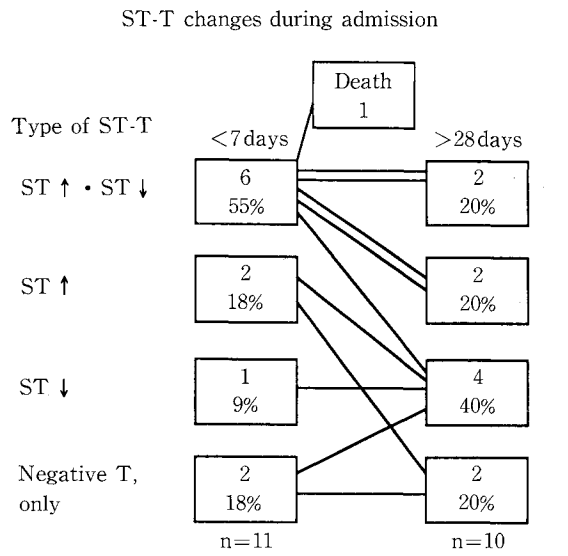 ST-T changes during admission
Death
1
Type of ST-T
<7days
>28days
ST ↑ · ST ↓
6
55%
2
20%
ST ↑
2
18%
2
20%
ST ↓
1
9%
4
40%
Negative T,
only
2
18%
2
20%
n=11
n=10